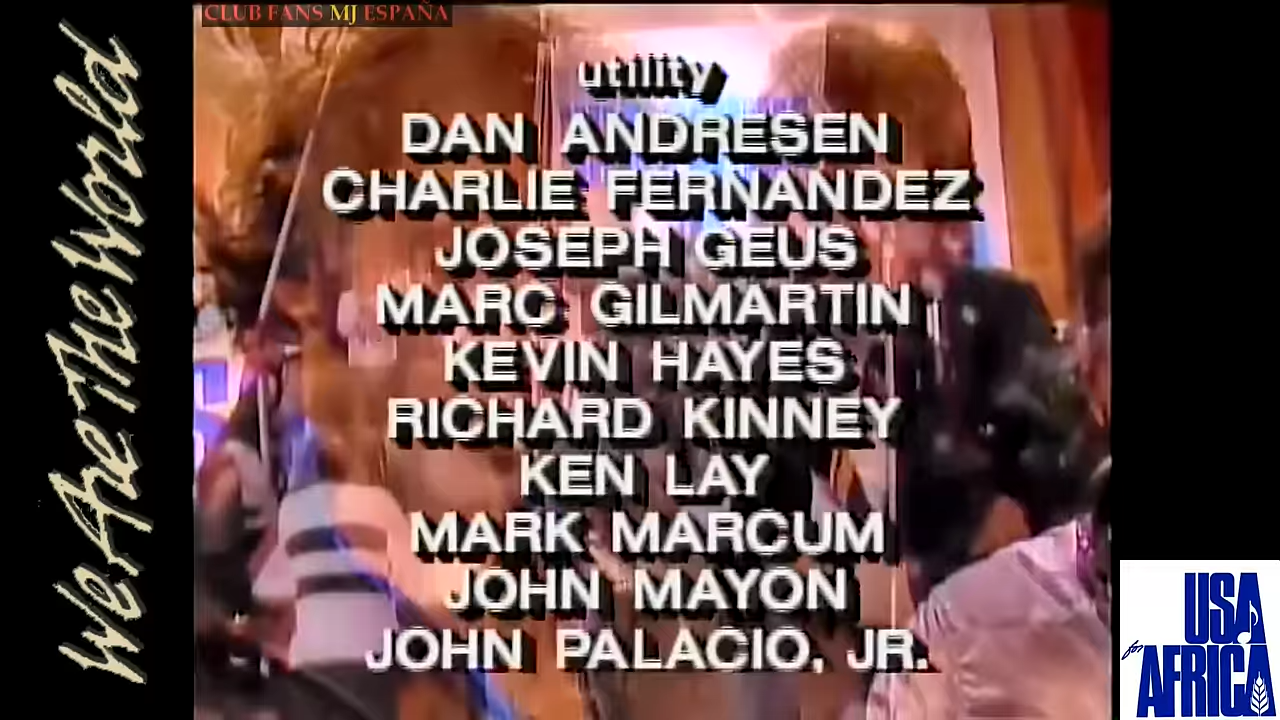 CLUB FANS MJ ESPAÑA
We Are The World
utility
DAN ANDRESEN
CHARLIE FERNANDEZ
JOSEPH GEUS
MARC GILMARTIN
KEVIN HAYES
RICHARD KINNEY
KEN LAY
MARK MARCUM
JOHN MAYON
JOHN PALACIO, JR.
USA
for
AFRICA